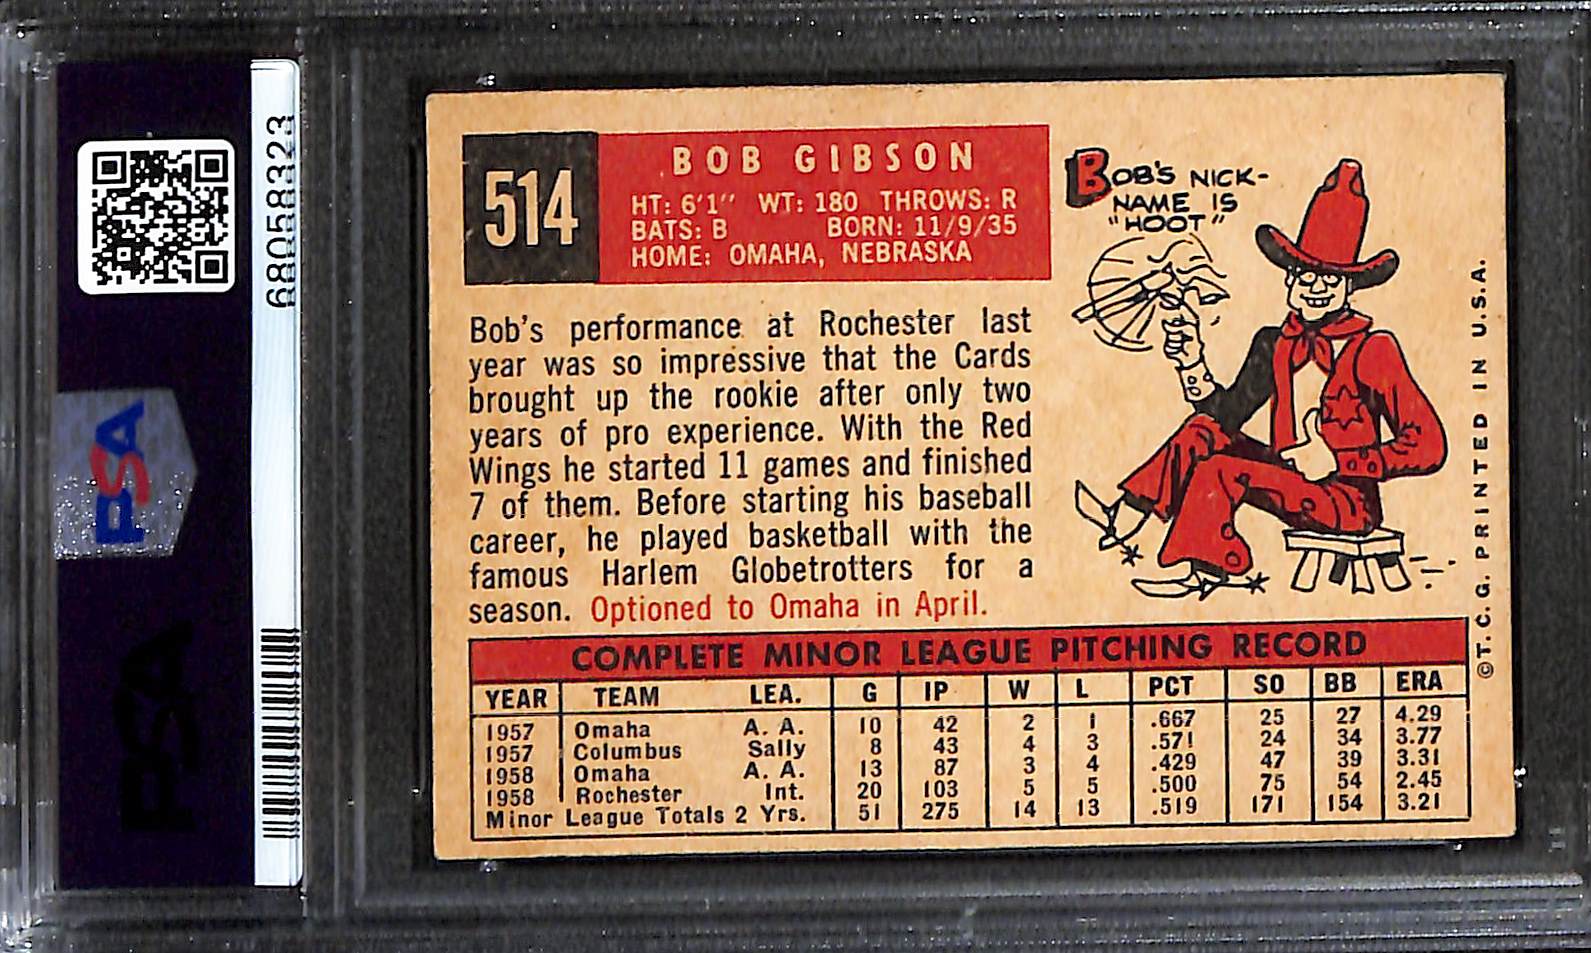 68058323
PSA
PSA
514
BOB GIBSON
HT: 6'1" WT: 180 THROWS: R
BATS: B BORN: 11/9/35
HOME: OMAHA, NEBRASKA
BOB'S NICK-
NAME IS
"HOOT"
Bob's performance at Rochester last
year was so impressive that the Cards
brought up the rookie after only two
years of pro experience. With the Red
Wings he started 11 games and finished
7 of them. Before starting his baseball
career, he played basketball with the
famous Harlem Globetrotters for a
season. Optioned to Omaha in April.
COMPLETE MINOR LEAGUE PITCHING RECORD
YEAR TEAM LEA. G IP W L PCT SO BB ERA
1957 Omaha A. A. 10 42 2 1 .667 25 27 4.29
1957 Columbus Sally 8 43 4 3 .571 24 34 3.77
1958 Omaha A. A. 13 87 3 4 .429 47 39 3.31
1958 Rochester Int. 20 103 5 5 .500 75 54 2.45
Minor League Totals 2 Yrs. 51 275 14 13 .519 171 154 3.21
©T. C. G. PRINTED IN U.S.A.